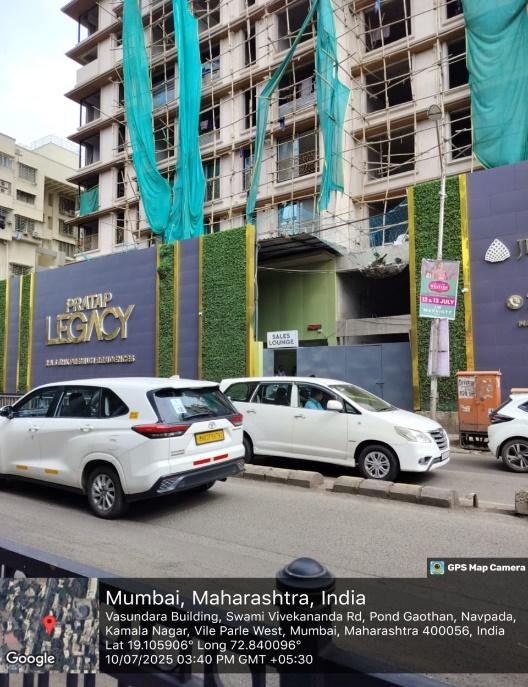 PRATAP
LEGACY
SALES
LOUNGE
12 & 13 JULY
GPS Map Camera
Google
Mumbai, Maharashtra, India
Vasundara Building, Swami Vivekananda Rd, Pond Gaothan, Navpada,
Kamala Nagar, Vile Parle West, Mumbai, Maharashtra 400056, India
Lat 19.105906° Long 72.840096°
10/07/2025 03:40 PM GMT +05:30